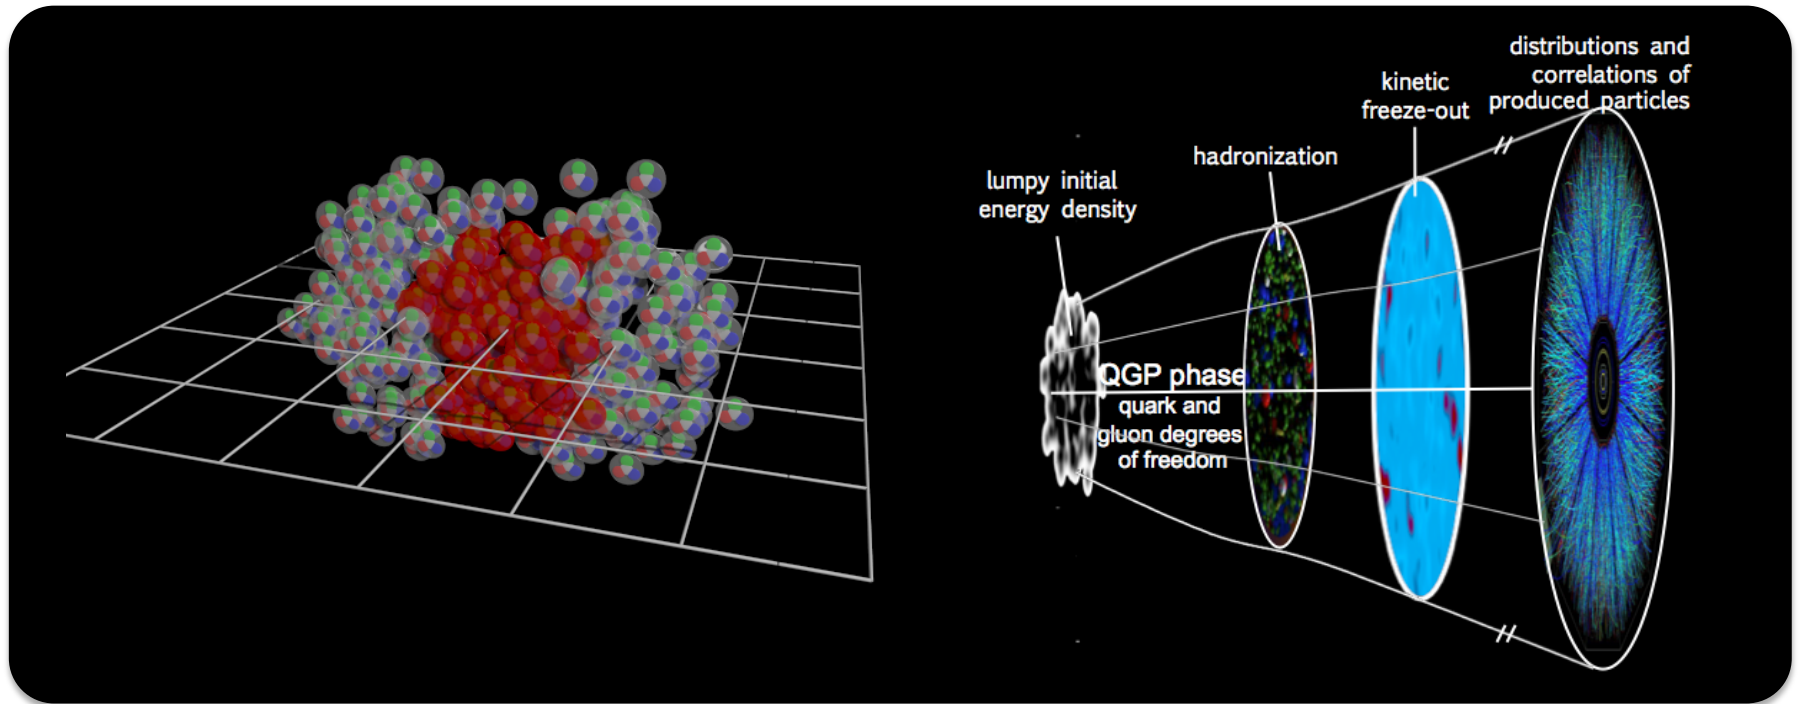 lumpy initial
energy density
QGP phase
quark and
gluon degrees
of freedom
hadronization
kinetic
freeze-out
distributions and
correlations of
produced particles